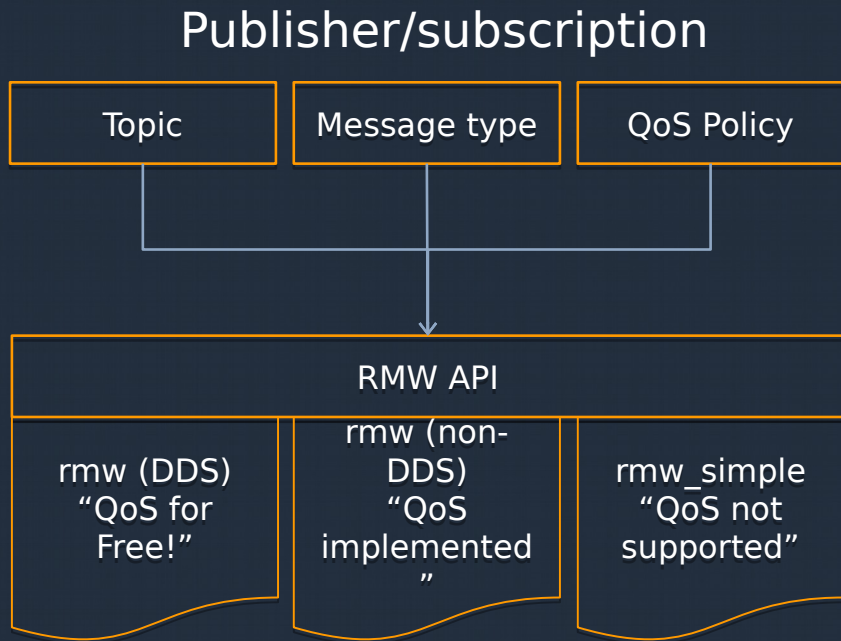 Publisher/subscription
Topic
Message type
QoS Policy
RMW API
rmw (DDS)
“QoS for
Free!”
rmw (non-
DDS)
“QoS
implemented
”
rmw_simple
“QoS not
supported”